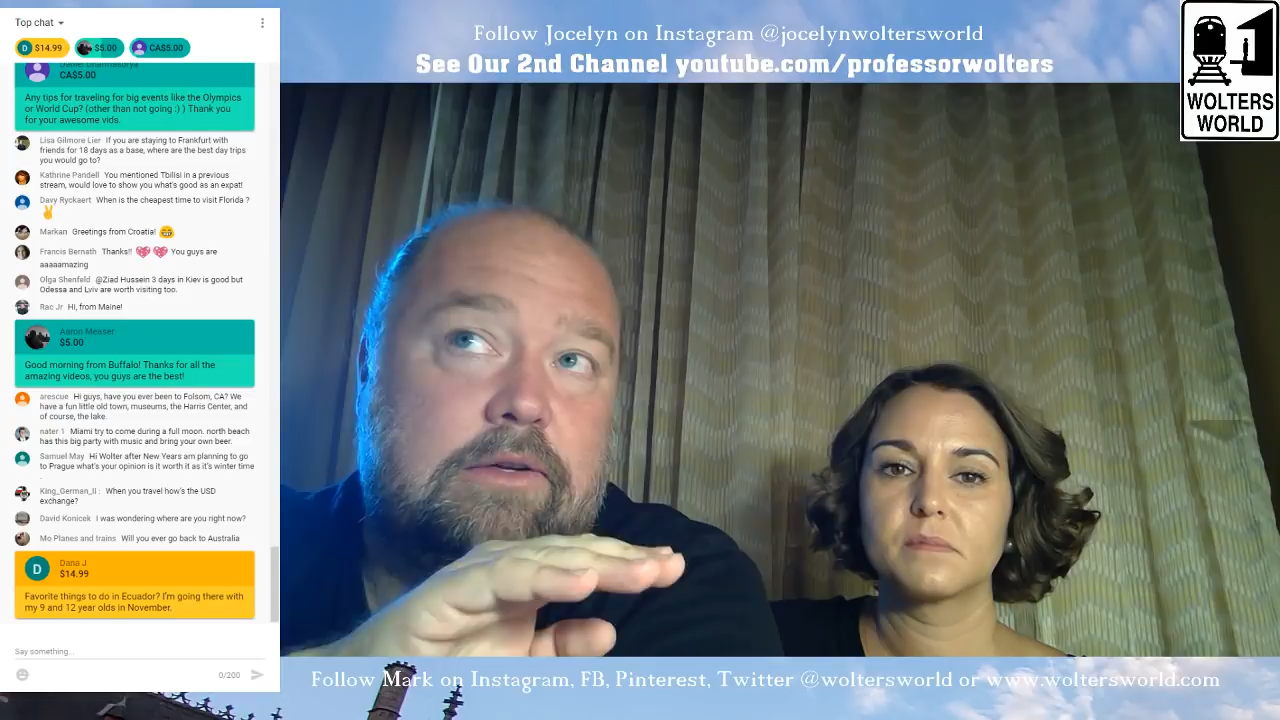 Top chat
D $14.99
$5.00
CA$5.00
CA$5.00
Any tips for traveling for big events like the Olympics
or World Cup? (other than not going :) ) Thank you
for your awesome vids.
Lisa Gilmore Lier If you are staying to Frankfurt with
friends for 18 days as a base, where are the best day trips
you would go to?
Kathrine Pandell You mentioned Tbilisi in a previous
stream, would love to show you what's good as an expat!
Davy Ryckaert When is the cheapest time to visit Florida ?
✌
Markan Greetings from Croatia! 😂
Francis Bernath Thanks!! 💖 💖 You guys are
aaaaamazing
Olga Shenfeld @Ziad Hussein 3 days in Kiev is good but
Odessa and Lviv are worth visiting too.
Rac Jr Hi, from Maine!
Aaron Measer
$5.00
Good morning from Buffalo! Thanks for all the
amazing videos, you guys are the best!
arescue Hi guys, have you ever been to Folsom, CA? We
have a fun little old town, museums, the Harris Center, and
of course, the lake.
nater 1 Miami try to come during a full moon. north beach
has this big party with music and bring your own beer.
Samuel May Hi Wolter after New Years am planning to go
to Prague what's your opinion is it worth it as it's winter time
.
King_German_II : When you travel how's the USD
exchange?
David Konicek I was wondering where are you right now?
Mo Planes and trains Will you ever go back to Australia
D Dana J
$14.99
Favorite things to do in Ecuador? I'm going there with
my 9 and 12 year olds in November.
Say something...
0/200
Follow Jocelyn on Instagram @jocelynwoltersworld
See Our 2nd Channel youtube.com/professorwolters
WOLTERS
WORLD
Follow Mark on Instagram, FB, Pinterest, Twitter @woltersworld or www.woltersworld.com